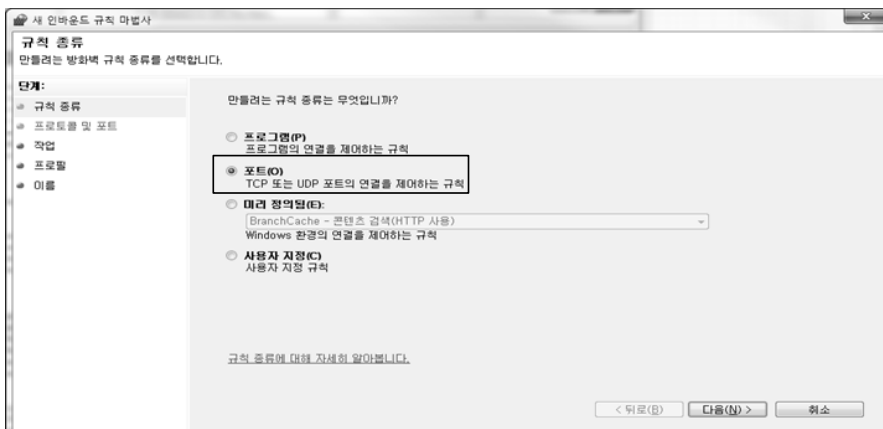 새 인바운드 규칙 마법사
규칙 종류
만들려는 방화벽 규칙 종류를 선택합니다.
단계:
규칙 종류
프로토콜 및 포트
작업
프로필
이름
만들려는 규칙 종류는 무엇입니까?
프로그램(P)
프로그램의 연결을 제어하는 규칙
포트(O)
TCP 또는 UDP 포트의 연결을 제어하는 규칙
미리 정의됨(E):
BranchCache - 콘텐츠 검색(HTTP 사용)
Windows 환경의 연결을 제어하는 규칙
사용자 지정(C)
사용자 지정 규칙
규칙 종류에 대해 자세히 알아봅니다.
< 뒤로(B) 다음(N) > 취소